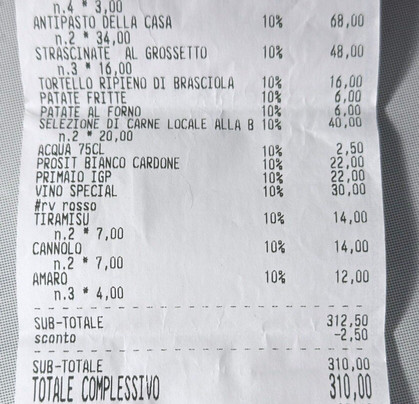 n.4 * 3,00
ANTIPASTO DELLA CASA 10% 68,00
n.2 * 34,00
STRASCINATE AL GROSSETTO 10% 48,00
n.3 * 16,00
TORTELLO RIPIENO DI BRASCIOLA 10% 16,00
PATATE FRITTE 10% 6,00
PATATE AL FORNO 10% 6,00
SELEZIONE DI CARNE LOCALE ALLA B 10% 40,00
n.2 * 20,00
ACQUA 75CL 10% 2,50
PROSIT BIANCO CARDONE 10% 22,00
PRIMAIO IGP 10% 22,00
VINO SPECIAL 10% 30,00
#rv rosso
TIRAMISU 10% 14,00
n.2 * 7,00
CANNOLO 10% 14,00
n.2 * 7,00
AMARO 10% 12,00
n.3 * 4,00
SUB-TOTALE 312,50
sconto -2,50
SUB-TOTALE 310,00
TOTALE COMPLESSIVO 310,00